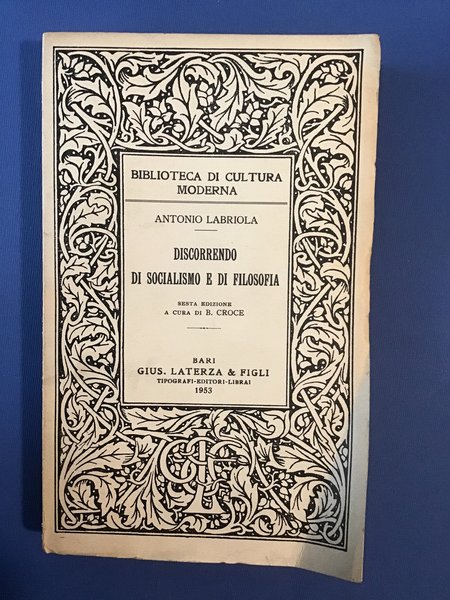 BIBLIOTECA DI CULTURA
MODERNA
ANTONIO LABRIOLA
DISCORRENDO
DI SOCIALISMO E DI FILOSOFIA
SESTA EDIZIONE
A CURA DI B. CROCE
BARI
GIUS. LATERZA & FIGLI
TIPOGRAFI-EDITORI-LIBRAI
1953